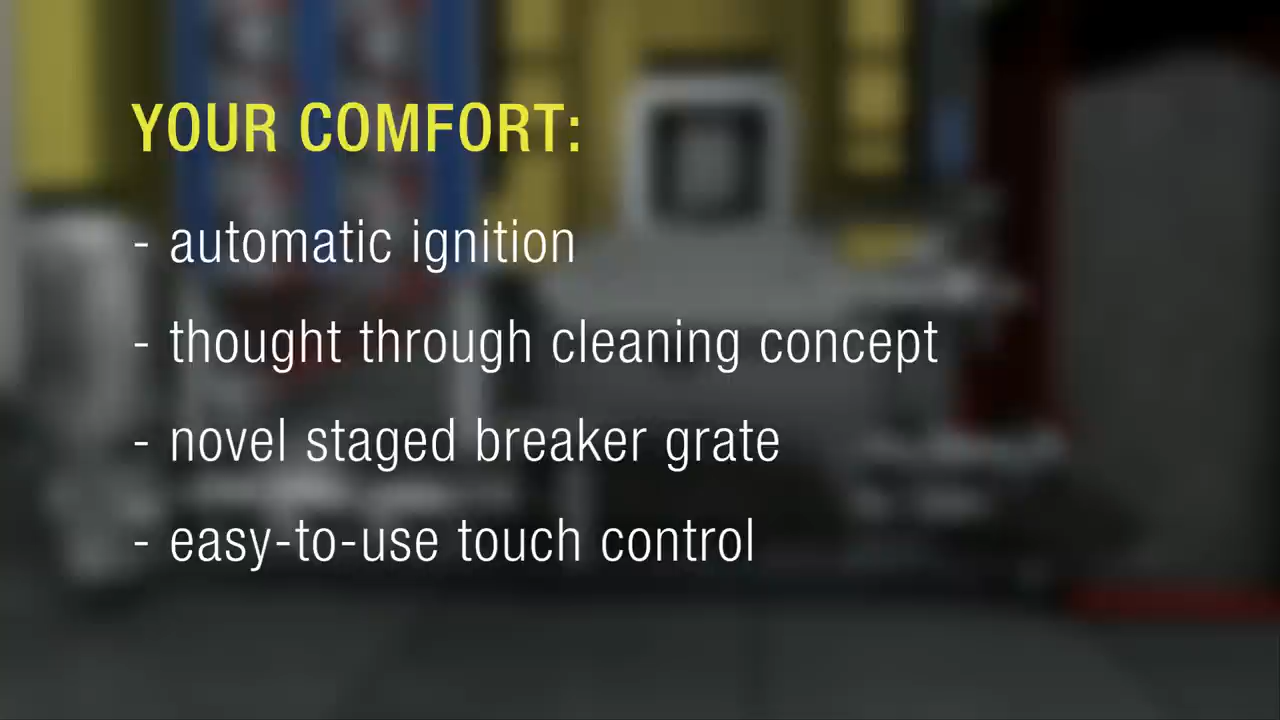 YOUR COMFORT:
- automatic ignition
- thought through cleaning concept
- novel staged breaker grate
- easy-to-use touch control